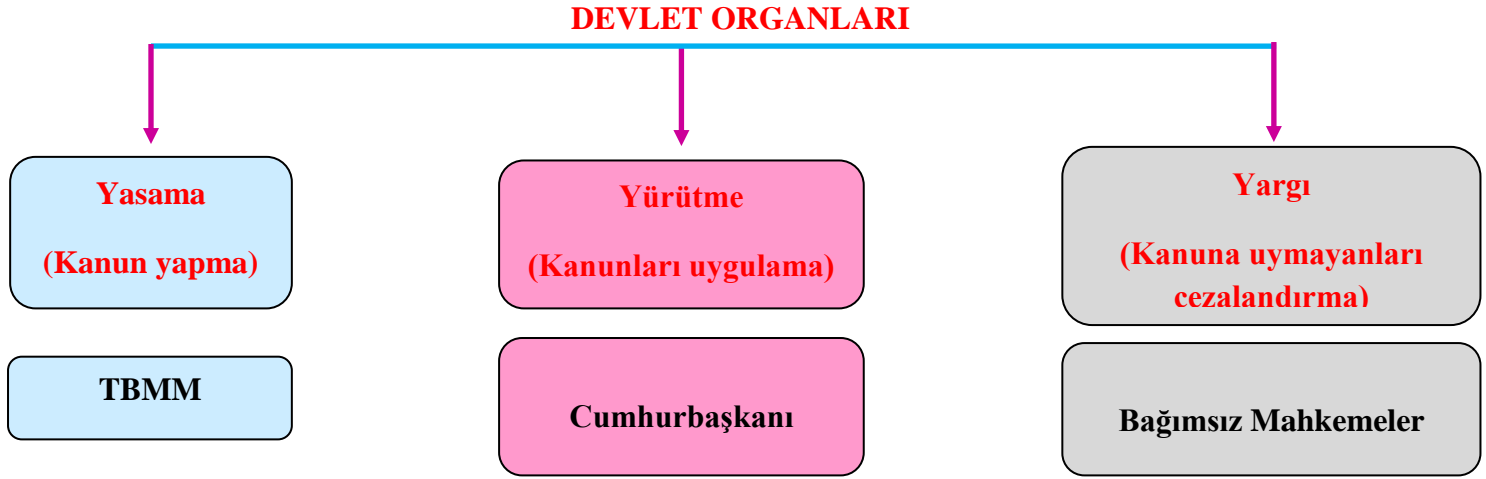 DEVLET ORGANLARI
Yasama
(Kanun yapma)
TBMM
Yürütme
(Kanunları uygulama)
Cumhurbaşkanı
Yargı
(Kanuna uymayanları
cezalandırma)
Bağımsız Mahkemeler